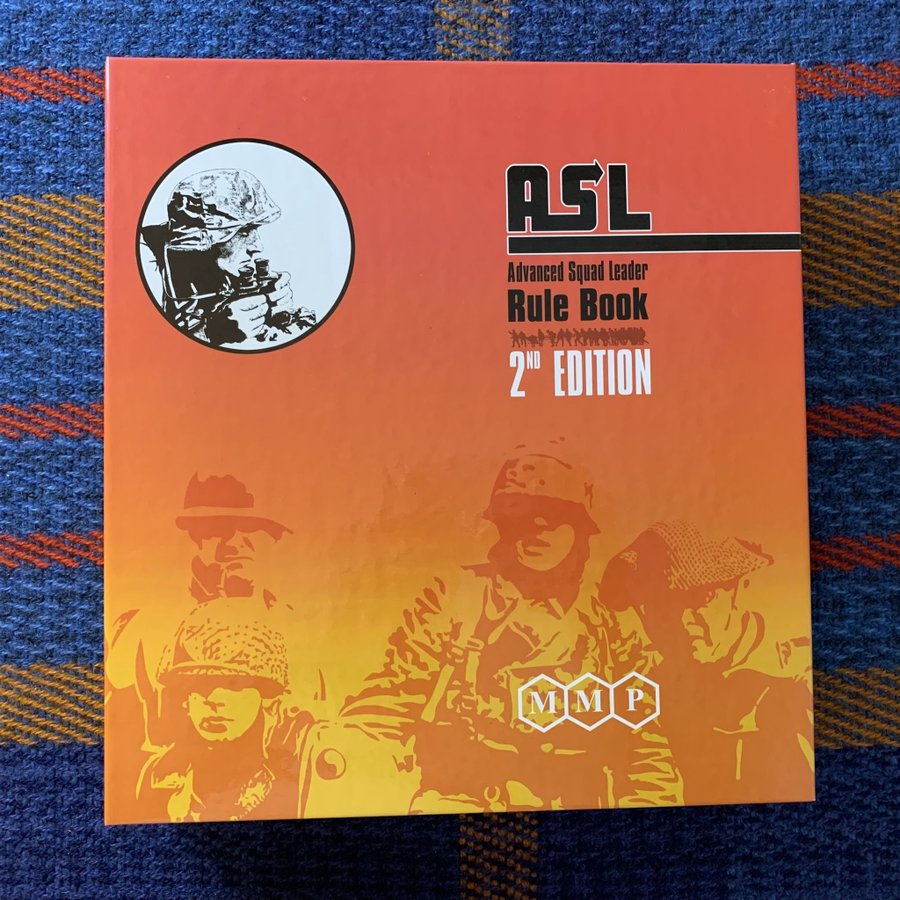 ASL
Advanced Squad Leader
Rule Book
2ND EDITION
MMP